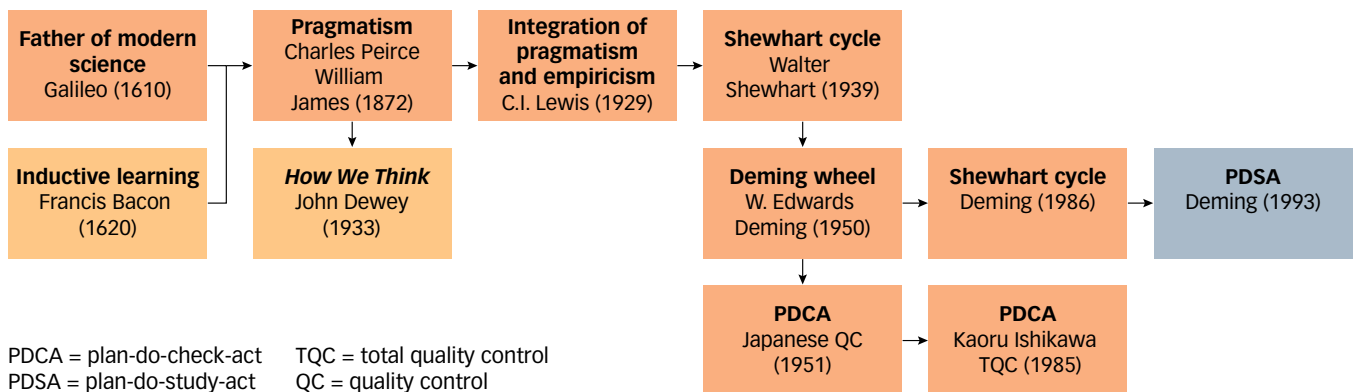 Father of modern
science
Galileo (1610)
Pragmatism
Charles Peirce
William
James (1872)
Integration of
pragmatism
and empiricism
C.I. Lewis (1929)
Shewhart cycle
Walter
Shewhart (1939)
Inductive learning
Francis Bacon
(1620)
How We Think
John Dewey
(1933)
Deming wheel
W. Edwards
Deming (1950)
Shewhart cycle
Deming (1986)
PDSA
Deming (1993)
PDCA
Japanese QC
(1951)
PDCA
Kaoru Ishikawa
TQC (1985)
PDCA = plan-do-check-act
TQC = total quality control
PDSA = plan-do-study-act
QC = quality control